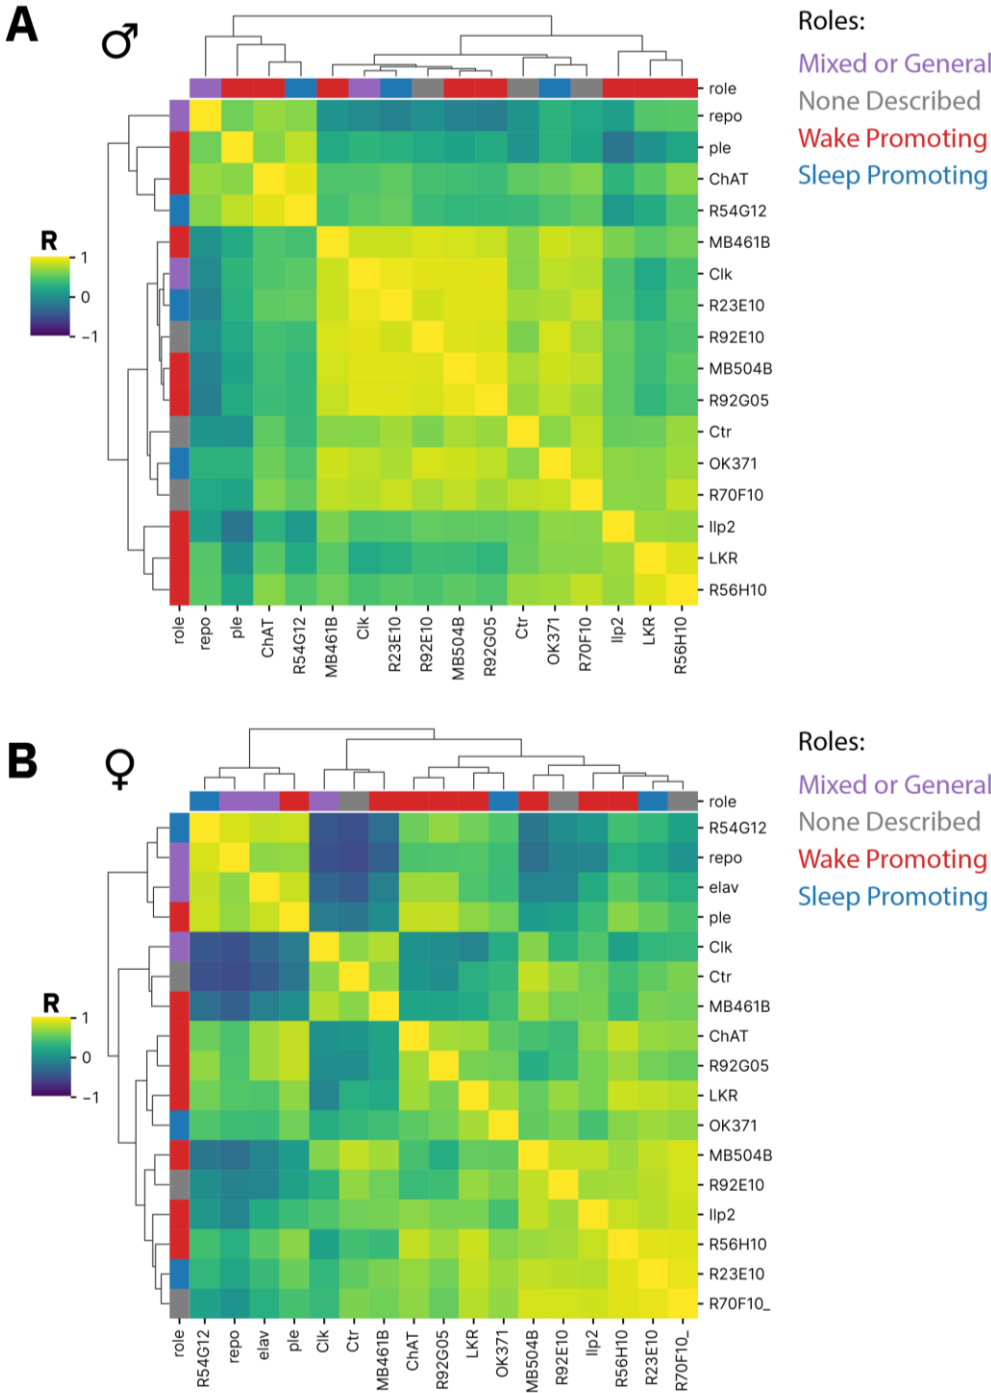 A
♂
Roles:
Mixed or General
None Described
Wake Promoting
Sleep Promoting
role
repo
ple
ChAT
R54G12
MB461B
Clk
R23E10
R92E10
MB504B
R92G05
Ctr
OK371
R70F10
Ilp2
LKR
R56H10
R
1
0
−1
role repo ple ChAT R54G12 MB461B Clk R23E10 R92E10 MB504B R92G05 Ctr OK371 R70F10 Ilp2 LKR R56H10
B
♀
Roles:
Mixed or General
None Described
Wake Promoting
Sleep Promoting
role
R54G12
repo
elav
ple
Clk
Ctr
MB461B
ChAT
R92G05
LKR
OK371
MB504B
R92E10
Ilp2
R56H10
R23E10
R70F10_
R
1
0
−1
role R54G12 repo elav ple Clk Ctr MB461B ChAT R92G05 LKR OK371 MB504B R92E10 Ilp2 R56H10 R23E10 R70F10_